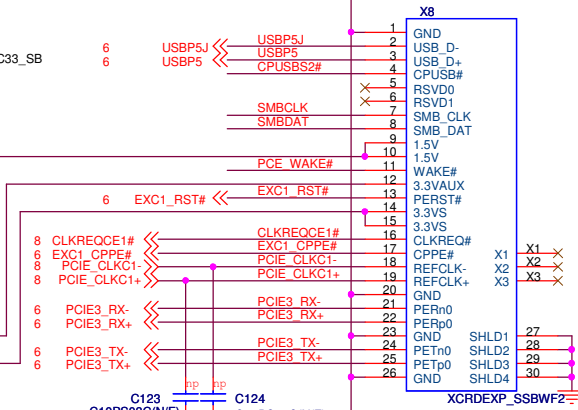 X8
1 GND
USBP5J
6 USBP5J 2 USB_D-
USBP5
C33_SB 6 USBP5 3 USB_D+
CPUSBS2# 4 CPUSB#
5 RSVD0
6 RSVD1
SMBCLK 7 SMB_CLK
SMBDAT 8 SMB_DAT
9 1.5V
10 1.5V
PCE_WAKE# 11 WAKE#
12 3.3VAUX
6 EXC1_RST# EXC1_RST# 13 PERST#
14 3.3VS
15 3.3VS
8 CLKREQCE1# CLKREQCE1# 16 CLKREQ#
6 EXC1_CPPE# EXC1_CPPE# 17 CPPE# X1 X1
8 PCIE_CLKC1- PCIE_CLKC1- 18 REFCLK- X2 X2
8 PCIE_CLKC1+ PCIE_CLKC1+ 19 REFCLK+ X3 X3
20 GND
6 PCIE3_RX- PCIE3_RX- 21 PERn0
6 PCIE3_RX+ PCIE3_RX+ 22 PERp0
23 GND SHLD1 27
6 PCIE3_TX- PCIE3_TX- 24 PETn0 SHLD2 28
6 PCIE3_TX+ PCIE3_TX+ 25 PETp0 SHLD3 29
26 GND SHLD4 30
np np
C123 C124 XCRDEXP_SSBWF2